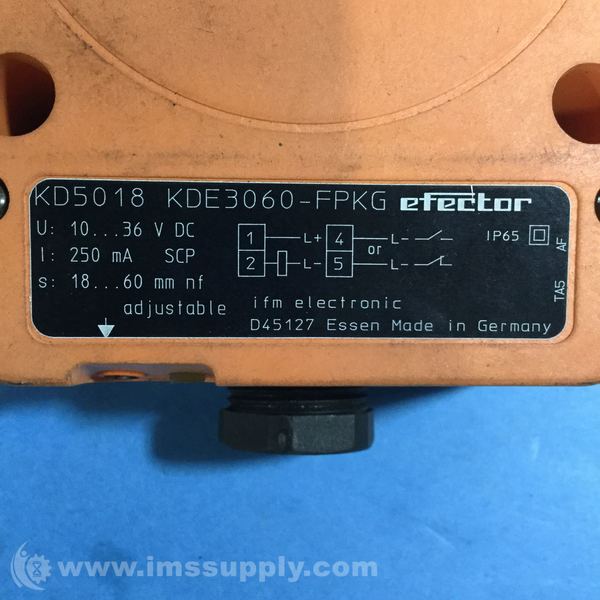 KD5018 KDE3060-FPKG efector
U: 10...36 V DC
I: 250 mA SCP
s: 18...60 mm nf
adjustable
1 L+ 4 L-
or
2 L- 5 L-
IP65
AF
TA5
ifm electronic
D45127 Essen Made in Germany
www.imssupply.com